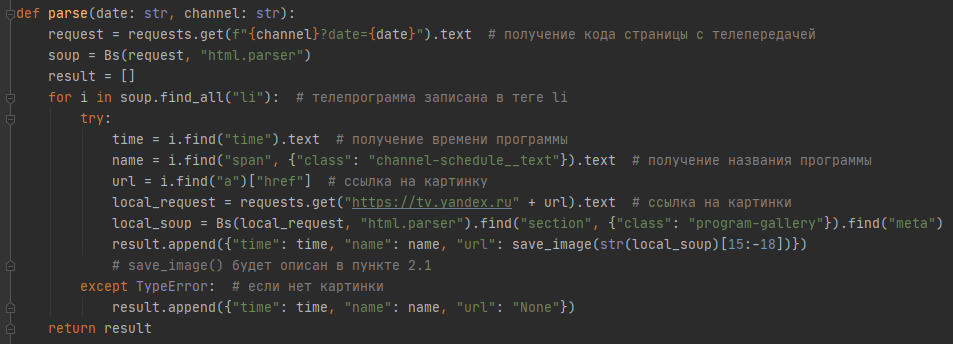 def parse(date: str, channel: str):
    request = requests.get(f"{channel}?date={date}").text  # получение кода страницы с телепередачей
    soup = Bs(request, "html.parser")
    result = []
    for i in soup.find_all("li"):  # телепрограмма записана в теге li
        try:
            time = i.find("time").text  # получение времени программы
            name = i.find("span", {"class": "channel-schedule__text"}).text  # получение названия программы
            url = i.find("a")["href"]  # ссылка на картинку
            local_request = requests.get("https://tv.yandex.ru" + url).text  # ссылка на картинки
            local_soup = Bs(local_request, "html.parser").find("section", {"class": "program-gallery"}).find("meta")
            result.append({"time": time, "name": name, "url": save_image(str(local_soup)[15:-18])})
            # save_image() будет описан в пункте 2.1
        except TypeError:  # если нет картинки
            result.append({"time": time, "name": name, "url": "None"})
    return result